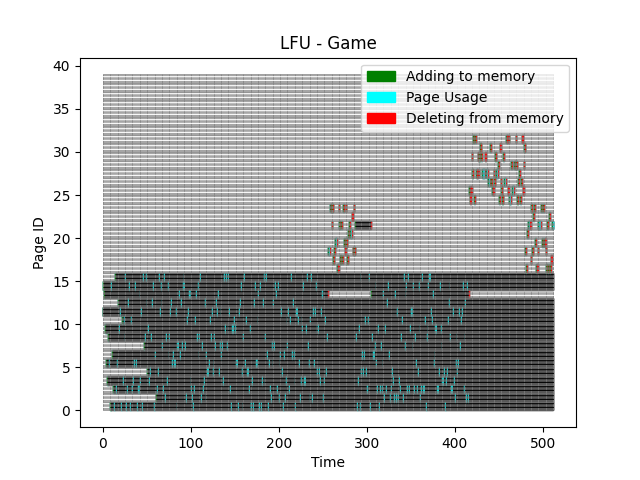 LFU - Game
Adding to memory
Page Usage
Deleting from memory
Page ID
40
35
30
25
20
15
10
5
0
0 100 200 300 400 500
Time